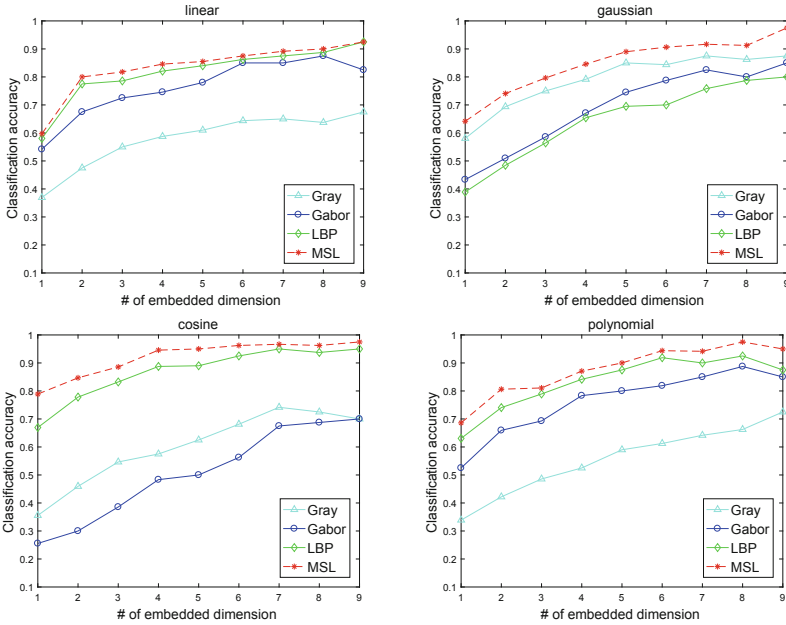 linear
Classification accuracy
1
0.9
0.8
0.7
0.6
0.5
0.4
0.3
0.2
0.1
Gray
Gabor
LBP
MSL
1 2 3 4 5 6 7 8 9
# of embedded dimension
gaussian
Classification accuracy
1
0.9
0.8
0.7
0.6
0.5
0.4
0.3
0.2
0.1
Gray
Gabor
LBP
MSL
1 2 3 4 5 6 7 8 9
# of embedded dimension
cosine
Classification accuracy
1
0.9
0.8
0.7
0.6
0.5
0.4
0.3
0.2
0.1
Gray
Gabor
LBP
MSL
1 2 3 4 5 6 7 8 9
# of embedded dimension
polynomial
Classification accuracy
1
0.9
0.8
0.7
0.6
0.5
0.4
0.3
0.2
0.1
Gray
Gabor
LBP
MSL
1 2 3 4 5 6 7 8 9
# of embedded dimension